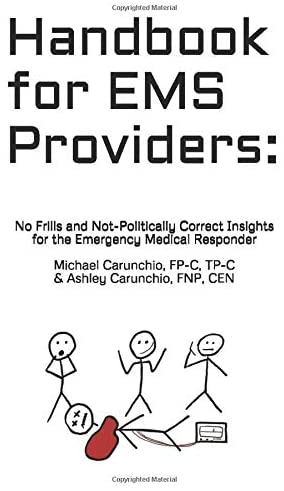 Handbook
for EMS
Providers:
No Frills and Not-Politically Correct Insights
for the Emergency Medical Responder
Michael Carunchio, FP-C, TP-C
& Ashley Carunchio, FNP, CEN